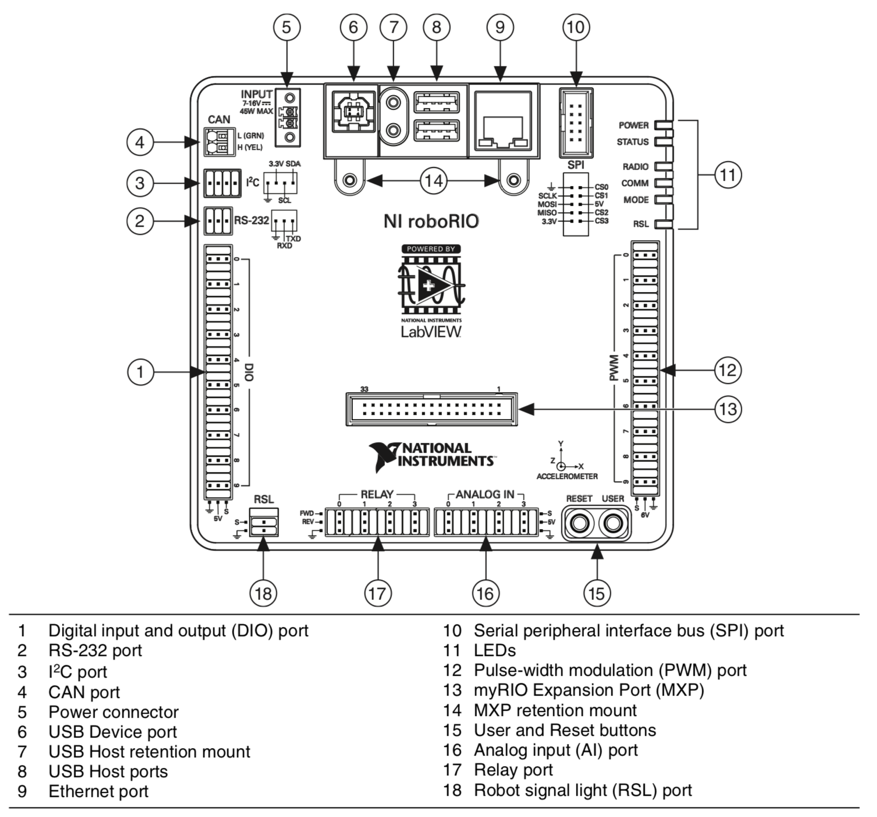 5 6 7 8 9 10
INPUT
7-16V
45W MAX
CAN
L (GRN)
H (YEL)
4
3
3.3V SDA
I²C
SCL
2
RS-232
TXD
RXD
14
SPI
CS0
SCLK CS1
MOSI 5V
MISO CS2
3.3V CS3
POWER
STATUS
RADIO
COMM
MODE
RSL
11
NI roboRIO
POWERED BY
NATIONAL INSTRUMENTS
LabVIEW
1
DIO
0
1
2
3
4
5
6
7
8
9
5V S
PWM
0
1
2
3
4
5
6
7
8
9
S 6V
12
33 1
13
NATIONAL
INSTRUMENTS
Y
Z X
ACCELEROMETER
RSL
S
RELAY
0 1 2 3
FWD
REV
ANALOG IN
0 1 2 3
S
5V
RESET USER
18 17 16 15
1 Digital input and output (DIO) port
2 RS-232 port
3 I²C port
4 CAN port
5 Power connector
6 USB Device port
7 USB Host retention mount
8 USB Host ports
9 Ethernet port
10 Serial peripheral interface bus (SPI) port
11 LEDs
12 Pulse-width modulation (PWM) port
13 myRIO Expansion Port (MXP)
14 MXP retention mount
15 User and Reset buttons
16 Analog input (AI) port
17 Relay port
18 Robot signal light (RSL) port